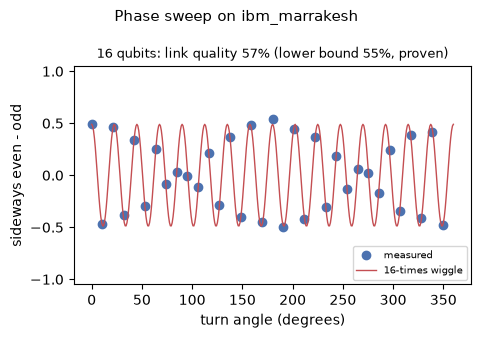 Phase sweep on ibm_marrakesh
16 qubits: link quality 57% (lower bound 55%, proven)
sideways even - odd
1.0
0.5
0.0
−0.5
−1.0
measured
16-times wiggle
0
50
100
150
200
250
300
350
turn angle (degrees)